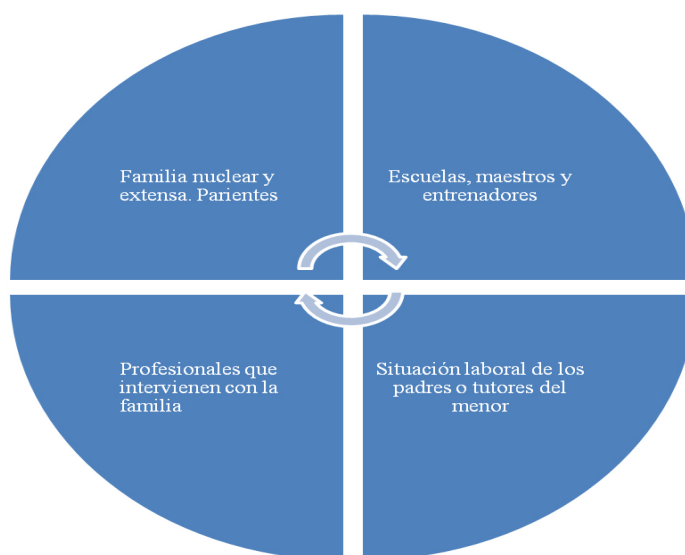 Familia nuclear y
extensa. Parientes
Escuelas, maestros y
entrenadores
Profesionales que
intervienen con la
familia
Situación laboral de los
padres o tutores del
menor